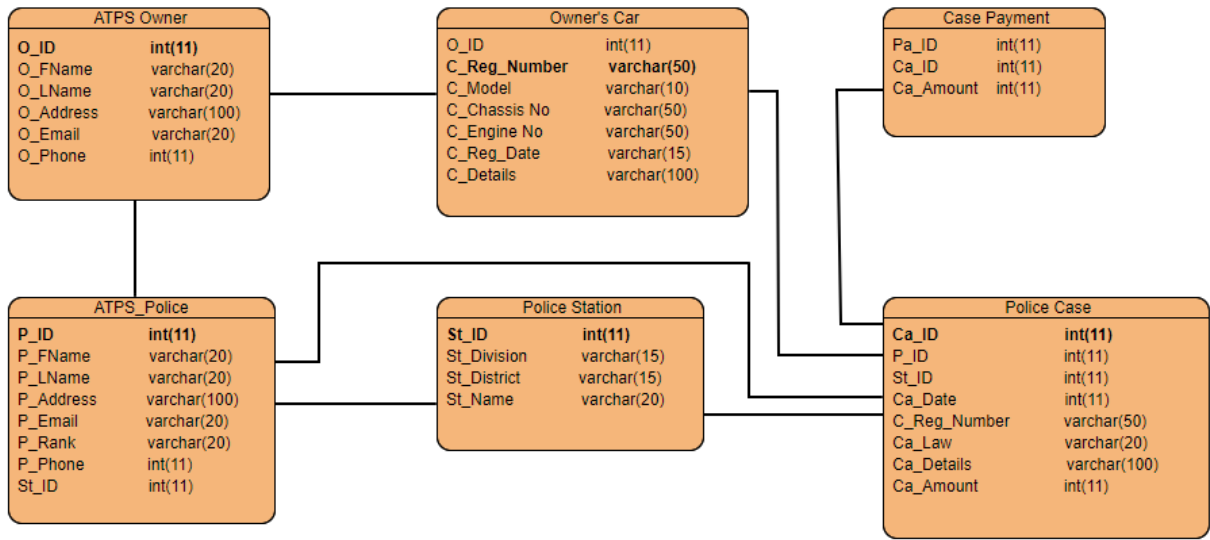 ATPS Owner
O_ID int(11)
O_FName varchar(20)
O_LName varchar(20)
O_Address varchar(100)
O_Email varchar(20)
O_Phone int(11)
Owner's Car
O_ID int(11)
C_Reg_Number varchar(50)
C_Model varchar(10)
C_Chassis No varchar(50)
C_Engine No varchar(50)
C_Reg_Date varchar(15)
C_Details varchar(100)
Case Payment
Pa_ID int(11)
Ca_ID int(11)
Ca_Amount int(11)
ATPS_Police
P_ID int(11)
P_FName varchar(20)
P_LName varchar(20)
P_Address varchar(100)
P_Email varchar(20)
P_Rank varchar(20)
P_Phone int(11)
St_ID int(11)
Police Station
St_ID int(11)
St_Division varchar(15)
St_District varchar(15)
St_Name varchar(20)
Police Case
Ca_ID int(11)
P_ID int(11)
St_ID int(11)
Ca_Date int(11)
C_Reg_Number varchar(50)
Ca_Law varchar(20)
Ca_Details varchar(100)
Ca_Amount int(11)